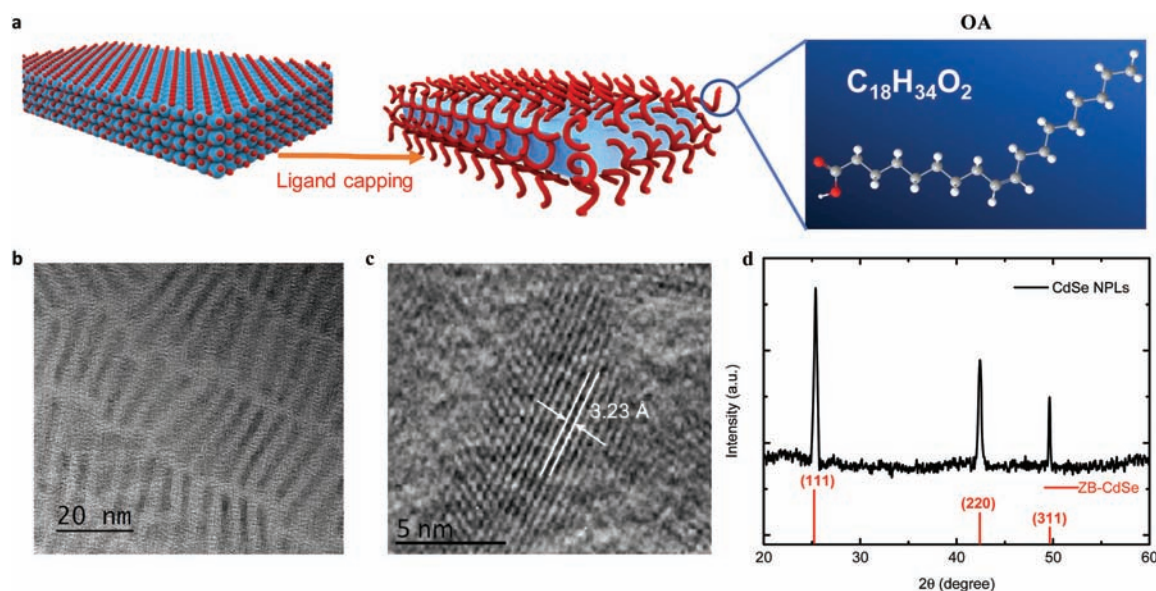 a
OA
C₁₈H₃₄O₂
Ligand capping
b
20 nm
c
3.23 Å
5 nm
d
CdSe NPLs
Intensity (a.u.)
(111)
(220)
(311)
ZB-CdSe
20 30 40 50 60
2θ (degree)